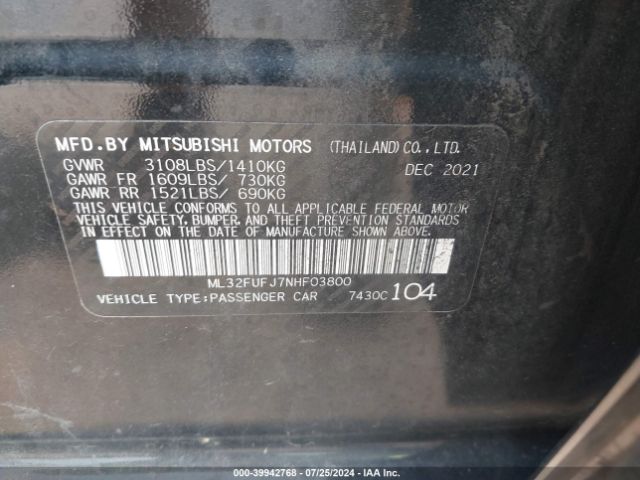 MFD.BY MITSUBISHI MOTORS (THAILAND)CO.,LTD.
GVWR 3108LBS/1410KG DEC 2021
GAWR FR 1609LBS/ 730KG
GAWR RR 1521LBS/ 690KG
THIS VEHICLE CONFORMS TO ALL APPLICABLE FEDERAL MOTOR
VEHICLE SAFETY, BUMPER, AND THEFT PREVENTION STANDARDS
IN EFFECT ON THE DATE OF MANUFACTURE SHOWN ABOVE.
ML32FUFJ7NHF03800
VEHICLE TYPE:PASSENGER CAR 7430C 104
000-39942768 - 07/25/2024 - IAA Inc.